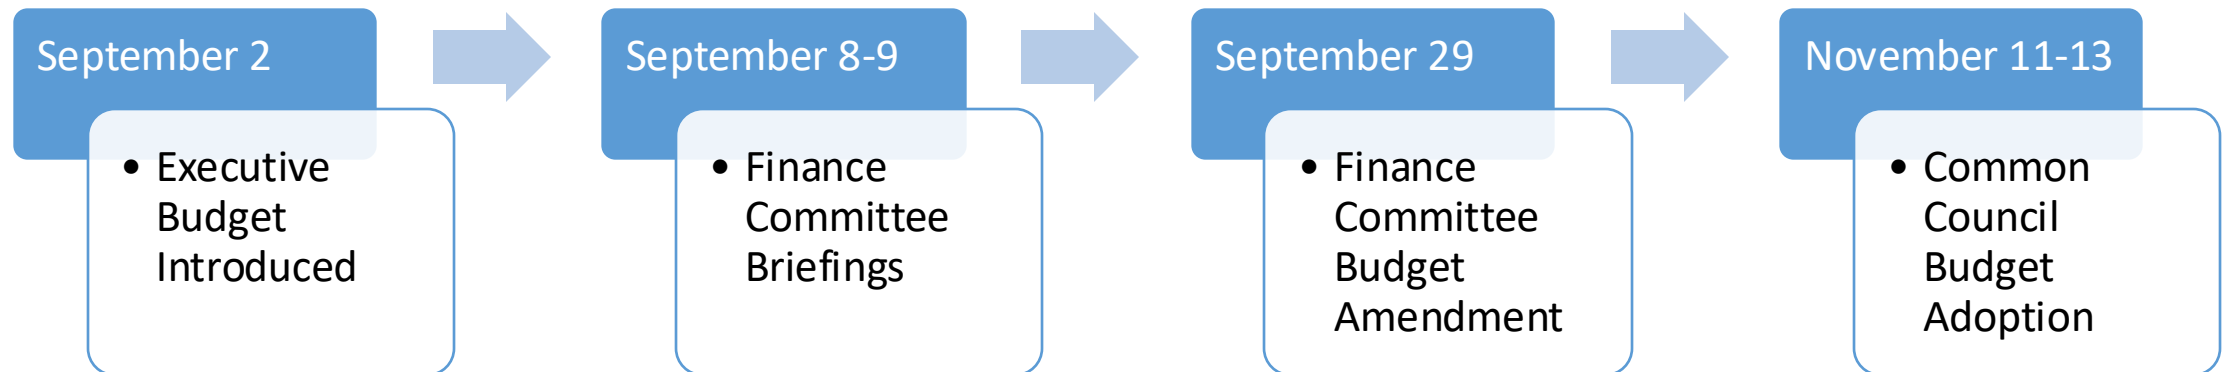 September 2
• Executive
Budget
Introduced
September 8-9
• Finance
Committee
Briefings
September 29
• Finance
Committee
Budget
Amendment
November 11-13
• Common
Council
Budget
Adoption